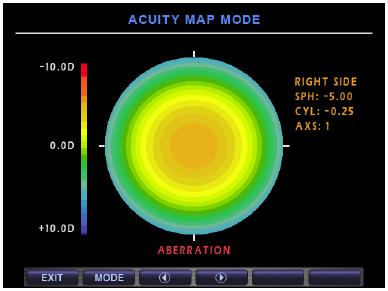 ACUITY MAP MODE
-10.0D
0.0D
+10.0D
RIGHT SIDE
SPH: -5.00
CYL: -0.25
AXS: 1
ABERRATION
EXIT MODE